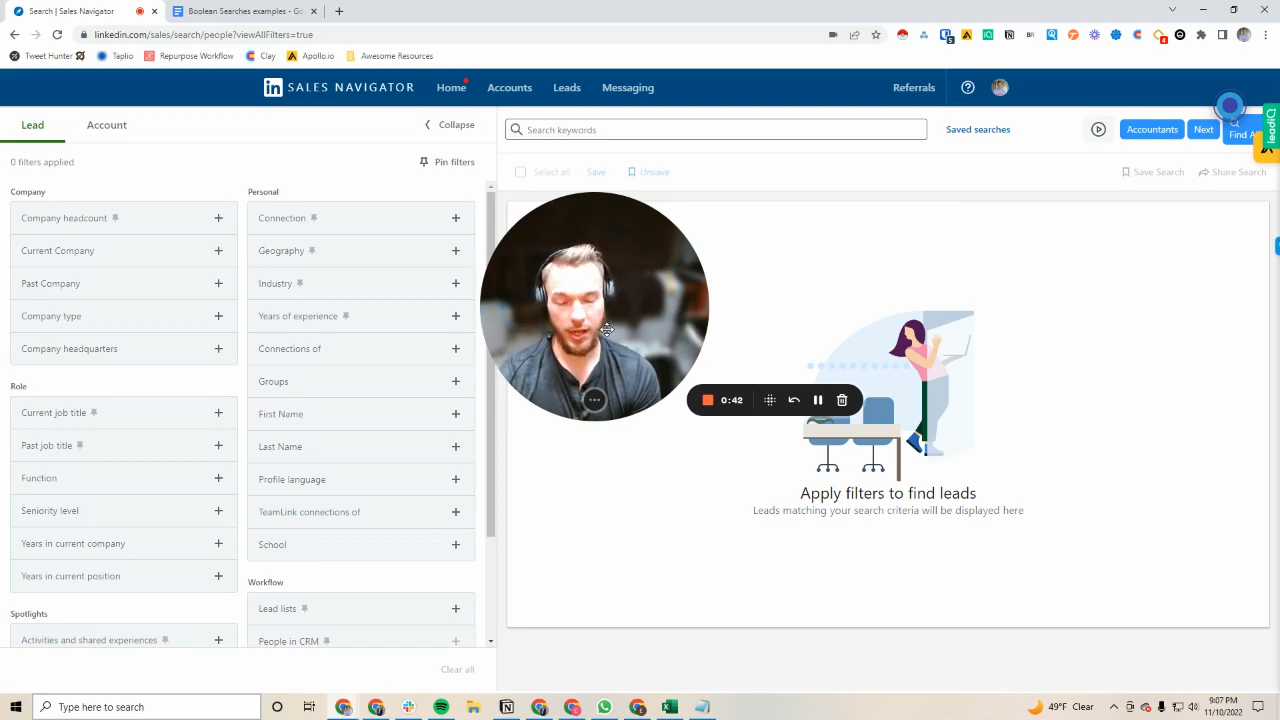 Search | Sales Navigator
Boolean Searches examples - Go
linkedin.com/sales/search/people?viewAllFilters=true
Tweet Hunter
Taplio
Repurpose Workflow
Clay
Apollo.io
Awesome Resources
in SALES NAVIGATOR
Home
Accounts
Leads
Messaging
Referrals
Lead
Account
Collapse
Search keywords
Saved searches
Accountants
Next
Find A
0 filters applied
Pin filters
Select all
Save
Unsave
Save Search
Share Search
Company
Company headcount
Current Company
Past Company
Company type
Company headquarters
Role
Current job title
Past job title
Function
Seniority level
Years in current company
Years in current position
Spotlights
Activities and shared experiences
Personal
Connection
Geography
Industry
Years of experience
Connections of
Groups
First Name
Last Name
Profile language
TeamLink connections of
School
Workflow
Lead lists
People in CRM
Clear all
0:42
Apply filters to find leads
Leads matching your search criteria will be displayed here
Type here to search
49°F Clear
9:07 PM
11/10/2022